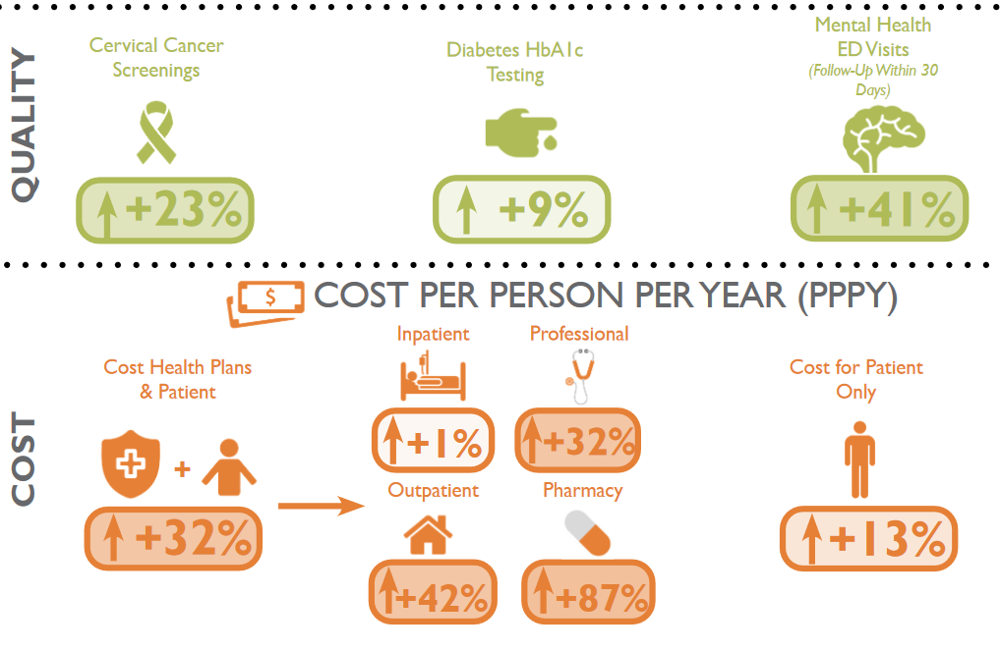 QUALITY
Cervical Cancer
Screenings
+23%
Diabetes HbA1c
Testing
+9%
Mental Health
ED Visits
(Follow-Up Within 30
Days)
+41%
COST
$ COST PER PERSON PER YEAR (PPPY)
Cost Health Plans
& Patient
+
+32%
Inpatient
+1%
Professional
+32%
Outpatient
+42%
Pharmacy
+87%
Cost for Patient
Only
+13%